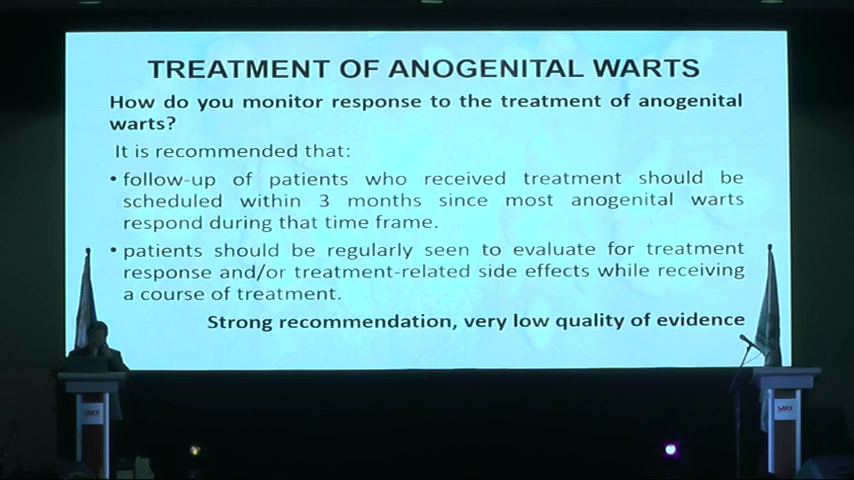 TREATMENT OF ANOGENITAL WARTS
How do you monitor response to the treatment of anogenital
warts?
It is recommended that:
• follow-up of patients who received treatment should be
scheduled within 3 months since most anogenital warts
respond during that time frame.
• patients should be regularly seen to evaluate for treatment
response and/or treatment-related side effects while receiving
a course of treatment.
Strong recommendation, very low quality of evidence
SMX
SMX